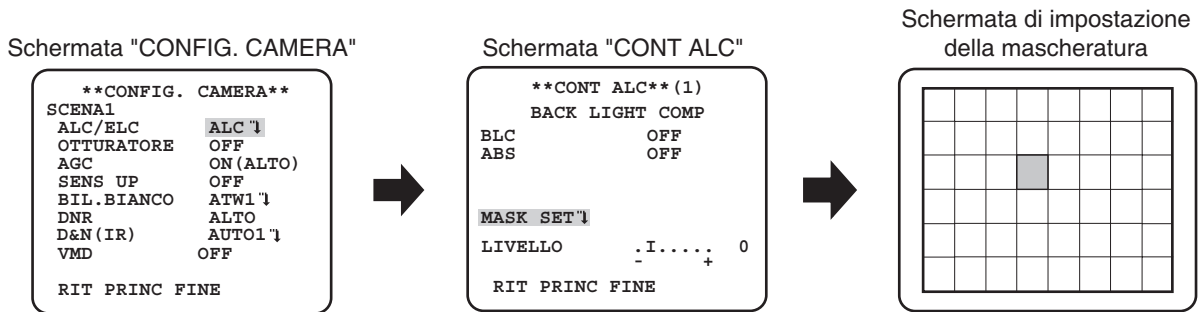 Schermata "CONFIG. CAMERA"
**CONFIG. CAMERA**
SCENA1
ALC/ELC ALC
OTTURATORE OFF
AGC ON(ALTO)
SENS UP OFF
BIL.BIANCO ATW1
DNR ALTO
D&N(IR) AUTO1
VMD OFF
RIT PRINC FINE
Schermata "CONT ALC"
**CONT ALC**(1)
BACK LIGHT COMP
BLC OFF
ABS OFF
MASK SET
LIVELLO .I..... 0
- +
RIT PRINC FINE
Schermata di impostazione
della mascheratura